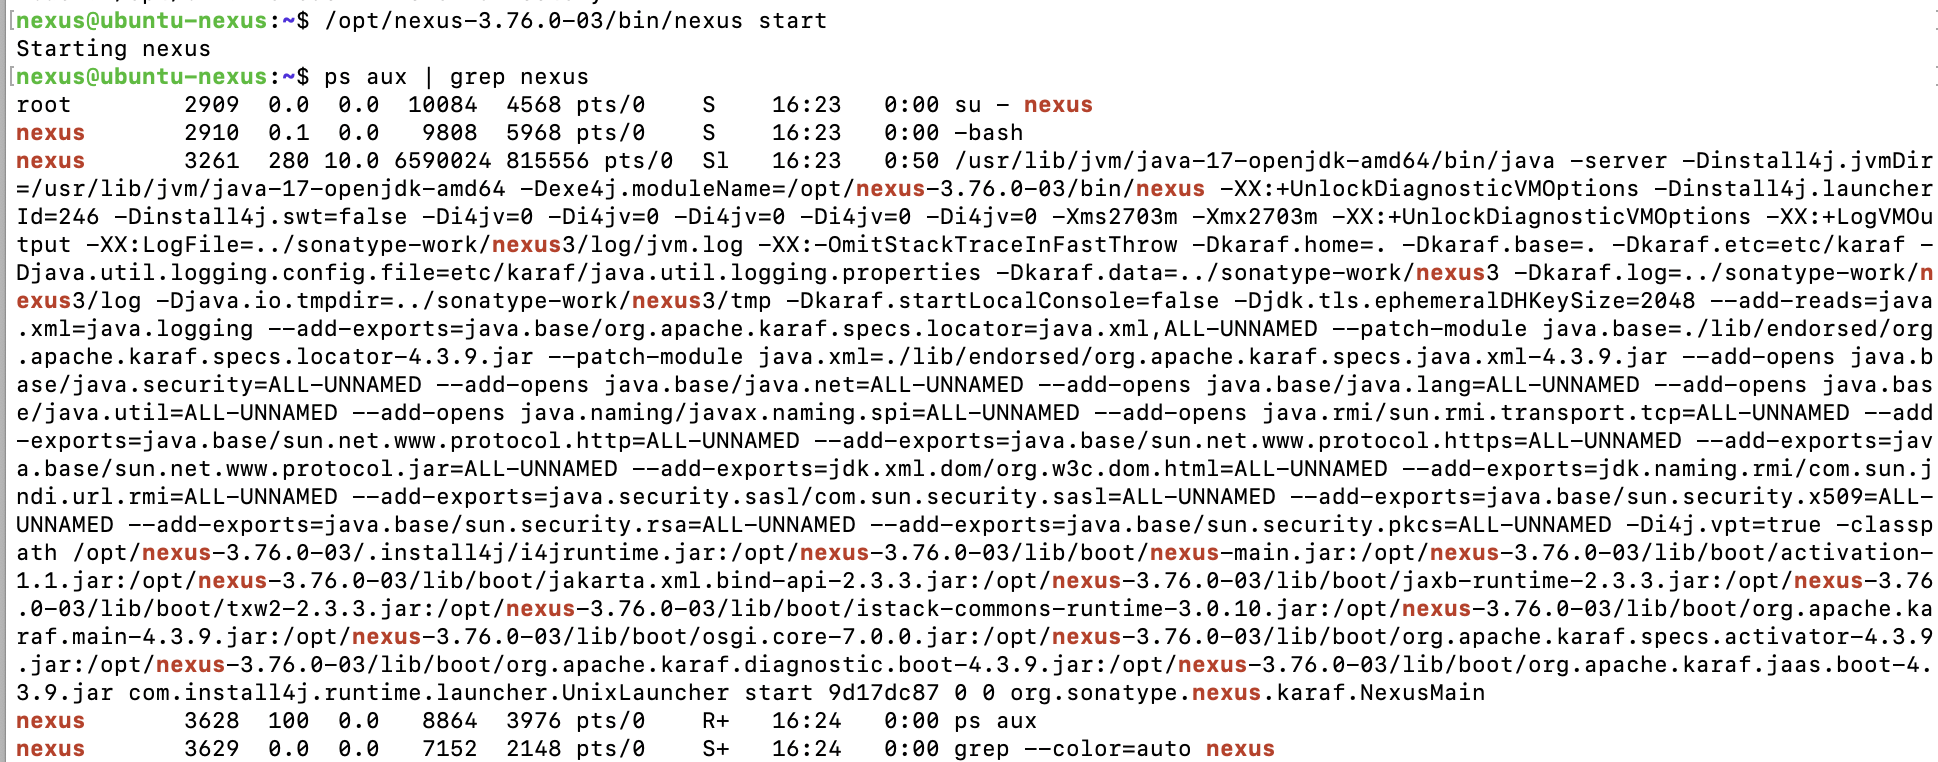 [nexus@ubuntu-nexus:~$ /opt/nexus-3.76.0-03/bin/nexus start
Starting nexus
[nexus@ubuntu-nexus:~$ ps aux | grep nexus
root        2909  0.0  0.0  10084  4568 pts/0    S    16:23   0:00 su - nexus
nexus       2910  0.1  0.0   9808  5968 pts/0    S    16:23   0:00 -bash
nexus       3261  280 10.0 6590024 815556 pts/0  Sl   16:23   0:50 /usr/lib/jvm/java-17-openjdk-amd64/bin/java -server -Dinstall4j.jvmDir
=/usr/lib/jvm/java-17-openjdk-amd64 -Dexe4j.moduleName=/opt/nexus-3.76.0-03/bin/nexus -XX:+UnlockDiagnosticVMOptions -Dinstall4j.launcher
Id=246 -Dinstall4j.swt=false -Di4jv=0 -Di4jv=0 -Di4jv=0 -Di4jv=0 -Di4jv=0 -Xms2703m -Xmx2703m -XX:+UnlockDiagnosticVMOptions -XX:+LogVMOu
tput -XX:LogFile=../sonatype-work/nexus3/log/jvm.log -XX:-OmitStackTraceInFastThrow -Dkaraf.home=. -Dkaraf.base=. -Dkaraf.etc=etc/karaf -
Djava.util.logging.config.file=etc/karaf/java.util.logging.properties -Dkaraf.data=../sonatype-work/nexus3 -Dkaraf.log=../sonatype-work/n
exus3/log -Djava.io.tmpdir=../sonatype-work/nexus3/tmp -Dkaraf.startLocalConsole=false -Djdk.tls.ephemeralDHKeySize=2048 --add-reads=java
.xml=java.logging --add-exports=java.base/org.apache.karaf.specs.locator=java.xml,ALL-UNNAMED --patch-module java.base=./lib/endorsed/org
.apache.karaf.specs.locator-4.3.9.jar --patch-module java.xml=./lib/endorsed/org.apache.karaf.specs.java.xml-4.3.9.jar --add-opens java.b
ase/java.security=ALL-UNNAMED --add-opens java.base/java.net=ALL-UNNAMED --add-opens java.base/java.lang=ALL-UNNAMED --add-opens java.bas
e/java.util=ALL-UNNAMED --add-opens java.naming/javax.naming.spi=ALL-UNNAMED --add-opens java.rmi/sun.rmi.transport.tcp=ALL-UNNAMED --add
-exports=java.base/sun.net.www.protocol.http=ALL-UNNAMED --add-exports=java.base/sun.net.www.protocol.https=ALL-UNNAMED --add-exports=jav
a.base/sun.net.www.protocol.jar=ALL-UNNAMED --add-exports=jdk.xml.dom/org.w3c.dom.html=ALL-UNNAMED --add-exports=jdk.naming.rmi/com.sun.j
ndi.url.rmi=ALL-UNNAMED --add-exports=java.security.sasl/com.sun.security.sasl=ALL-UNNAMED --add-exports=java.base/sun.security.x509=ALL-
UNNAMED --add-exports=java.base/sun.security.rsa=ALL-UNNAMED --add-exports=java.base/sun.security.pkcs=ALL-UNNAMED -Di4j.vpt=true -classp
ath /opt/nexus-3.76.0-03/.install4j/i4jruntime.jar:/opt/nexus-3.76.0-03/lib/boot/nexus-main.jar:/opt/nexus-3.76.0-03/lib/boot/activation-
1.1.jar:/opt/nexus-3.76.0-03/lib/boot/jakarta.xml.bind-api-2.3.3.jar:/opt/nexus-3.76.0-03/lib/boot/jaxb-runtime-2.3.3.jar:/opt/nexus-3.76
.0-03/lib/boot/txw2-2.3.3.jar:/opt/nexus-3.76.0-03/lib/boot/istack-commons-runtime-3.0.10.jar:/opt/nexus-3.76.0-03/lib/boot/org.apache.ka
raf.main-4.3.9.jar:/opt/nexus-3.76.0-03/lib/boot/osgi.core-7.0.0.jar:/opt/nexus-3.76.0-03/lib/boot/org.apache.karaf.specs.activator-4.3.9
.jar:/opt/nexus-3.76.0-03/lib/boot/org.apache.karaf.diagnostic.boot-4.3.9.jar:/opt/nexus-3.76.0-03/lib/boot/org.apache.karaf.jaas.boot-4.
3.9.jar com.install4j.runtime.launcher.UnixLauncher start 9d17dc87 0 0 org.sonatype.nexus.karaf.NexusMain
nexus       3628  100  0.0   8864  3976 pts/0    R+   16:24   0:00 ps aux
nexus       3629  0.0  0.0   7152  2148 pts/0    S+   16:24   0:00 grep --color=auto nexus